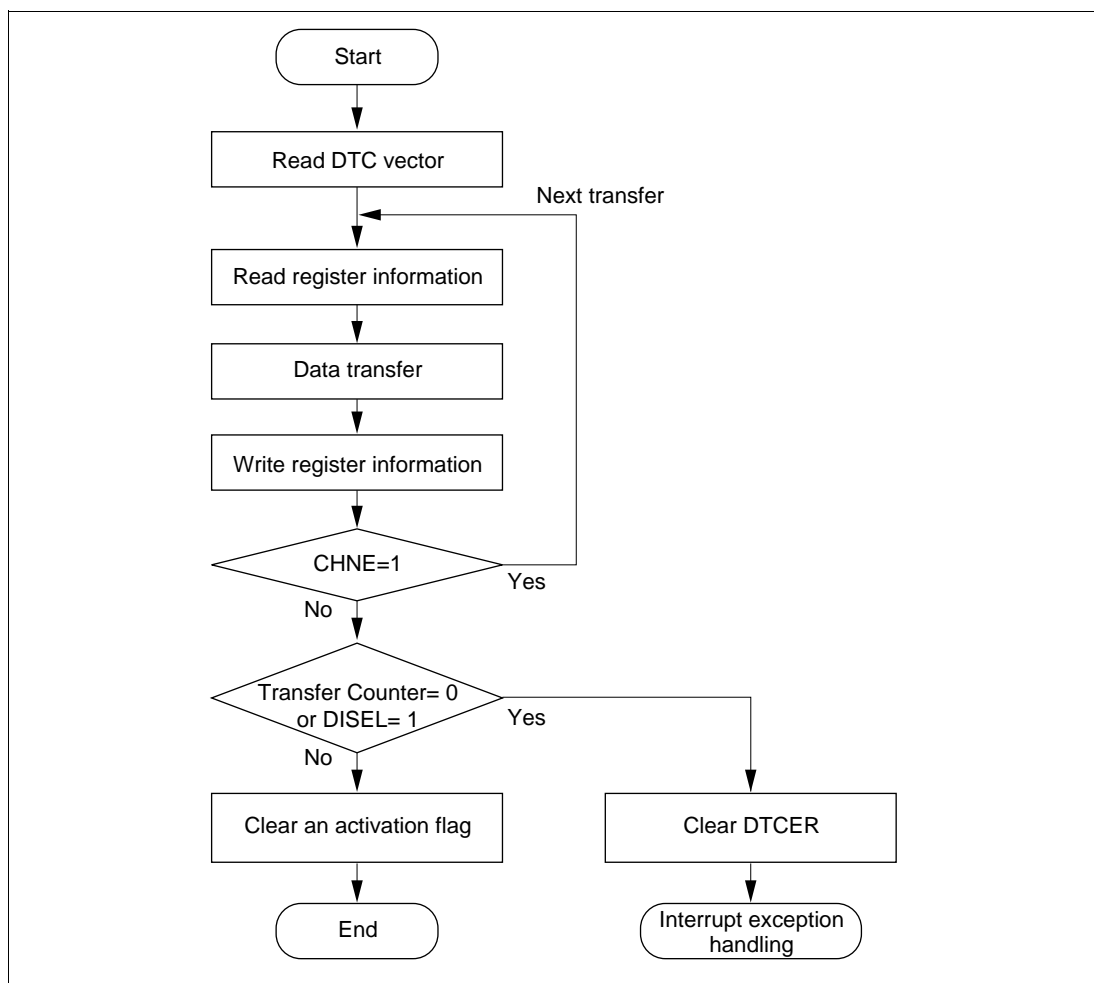 Start
Read DTC vector
Next transfer
Read register information
Data transfer
Write register information
CHNE=1
Yes
No
Transfer Counter= 0
or DISEL= 1
Yes
No
Clear an activation flag
Clear DTCER
End
Interrupt exception
handling